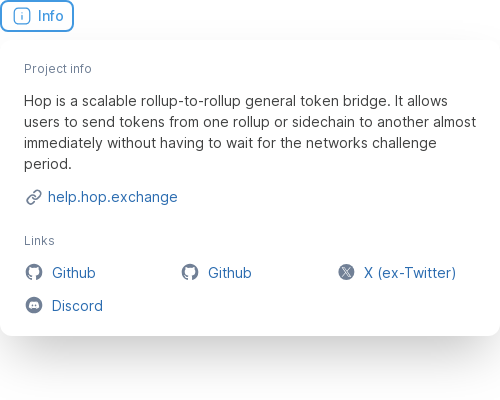 Info
Project info
Hop is a scalable rollup-to-rollup general token bridge. It allows
users to send tokens from one rollup or sidechain to another almost
immediately without having to wait for the networks challenge
period.
help.hop.exchange
Links
Github Github X (ex-Twitter)
Discord